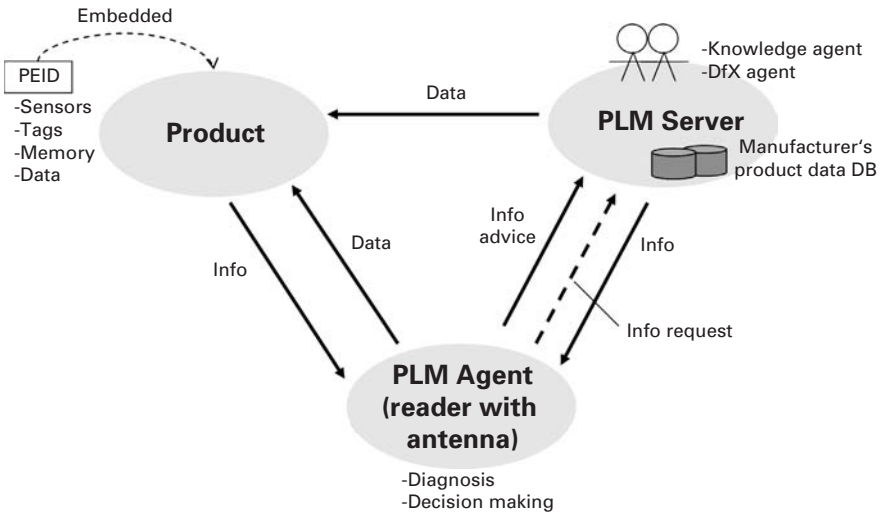 Embedded
PEID
-Sensors
-Tags
-Memory
-Data
Product
Data
-Knowledge agent
-DfX agent
PLM Server
Manufacturer‘s
product data DB
Info
Data
Info
advice
Info
Info request
PLM Agent
(reader with
antenna)
-Diagnosis
-Decision making